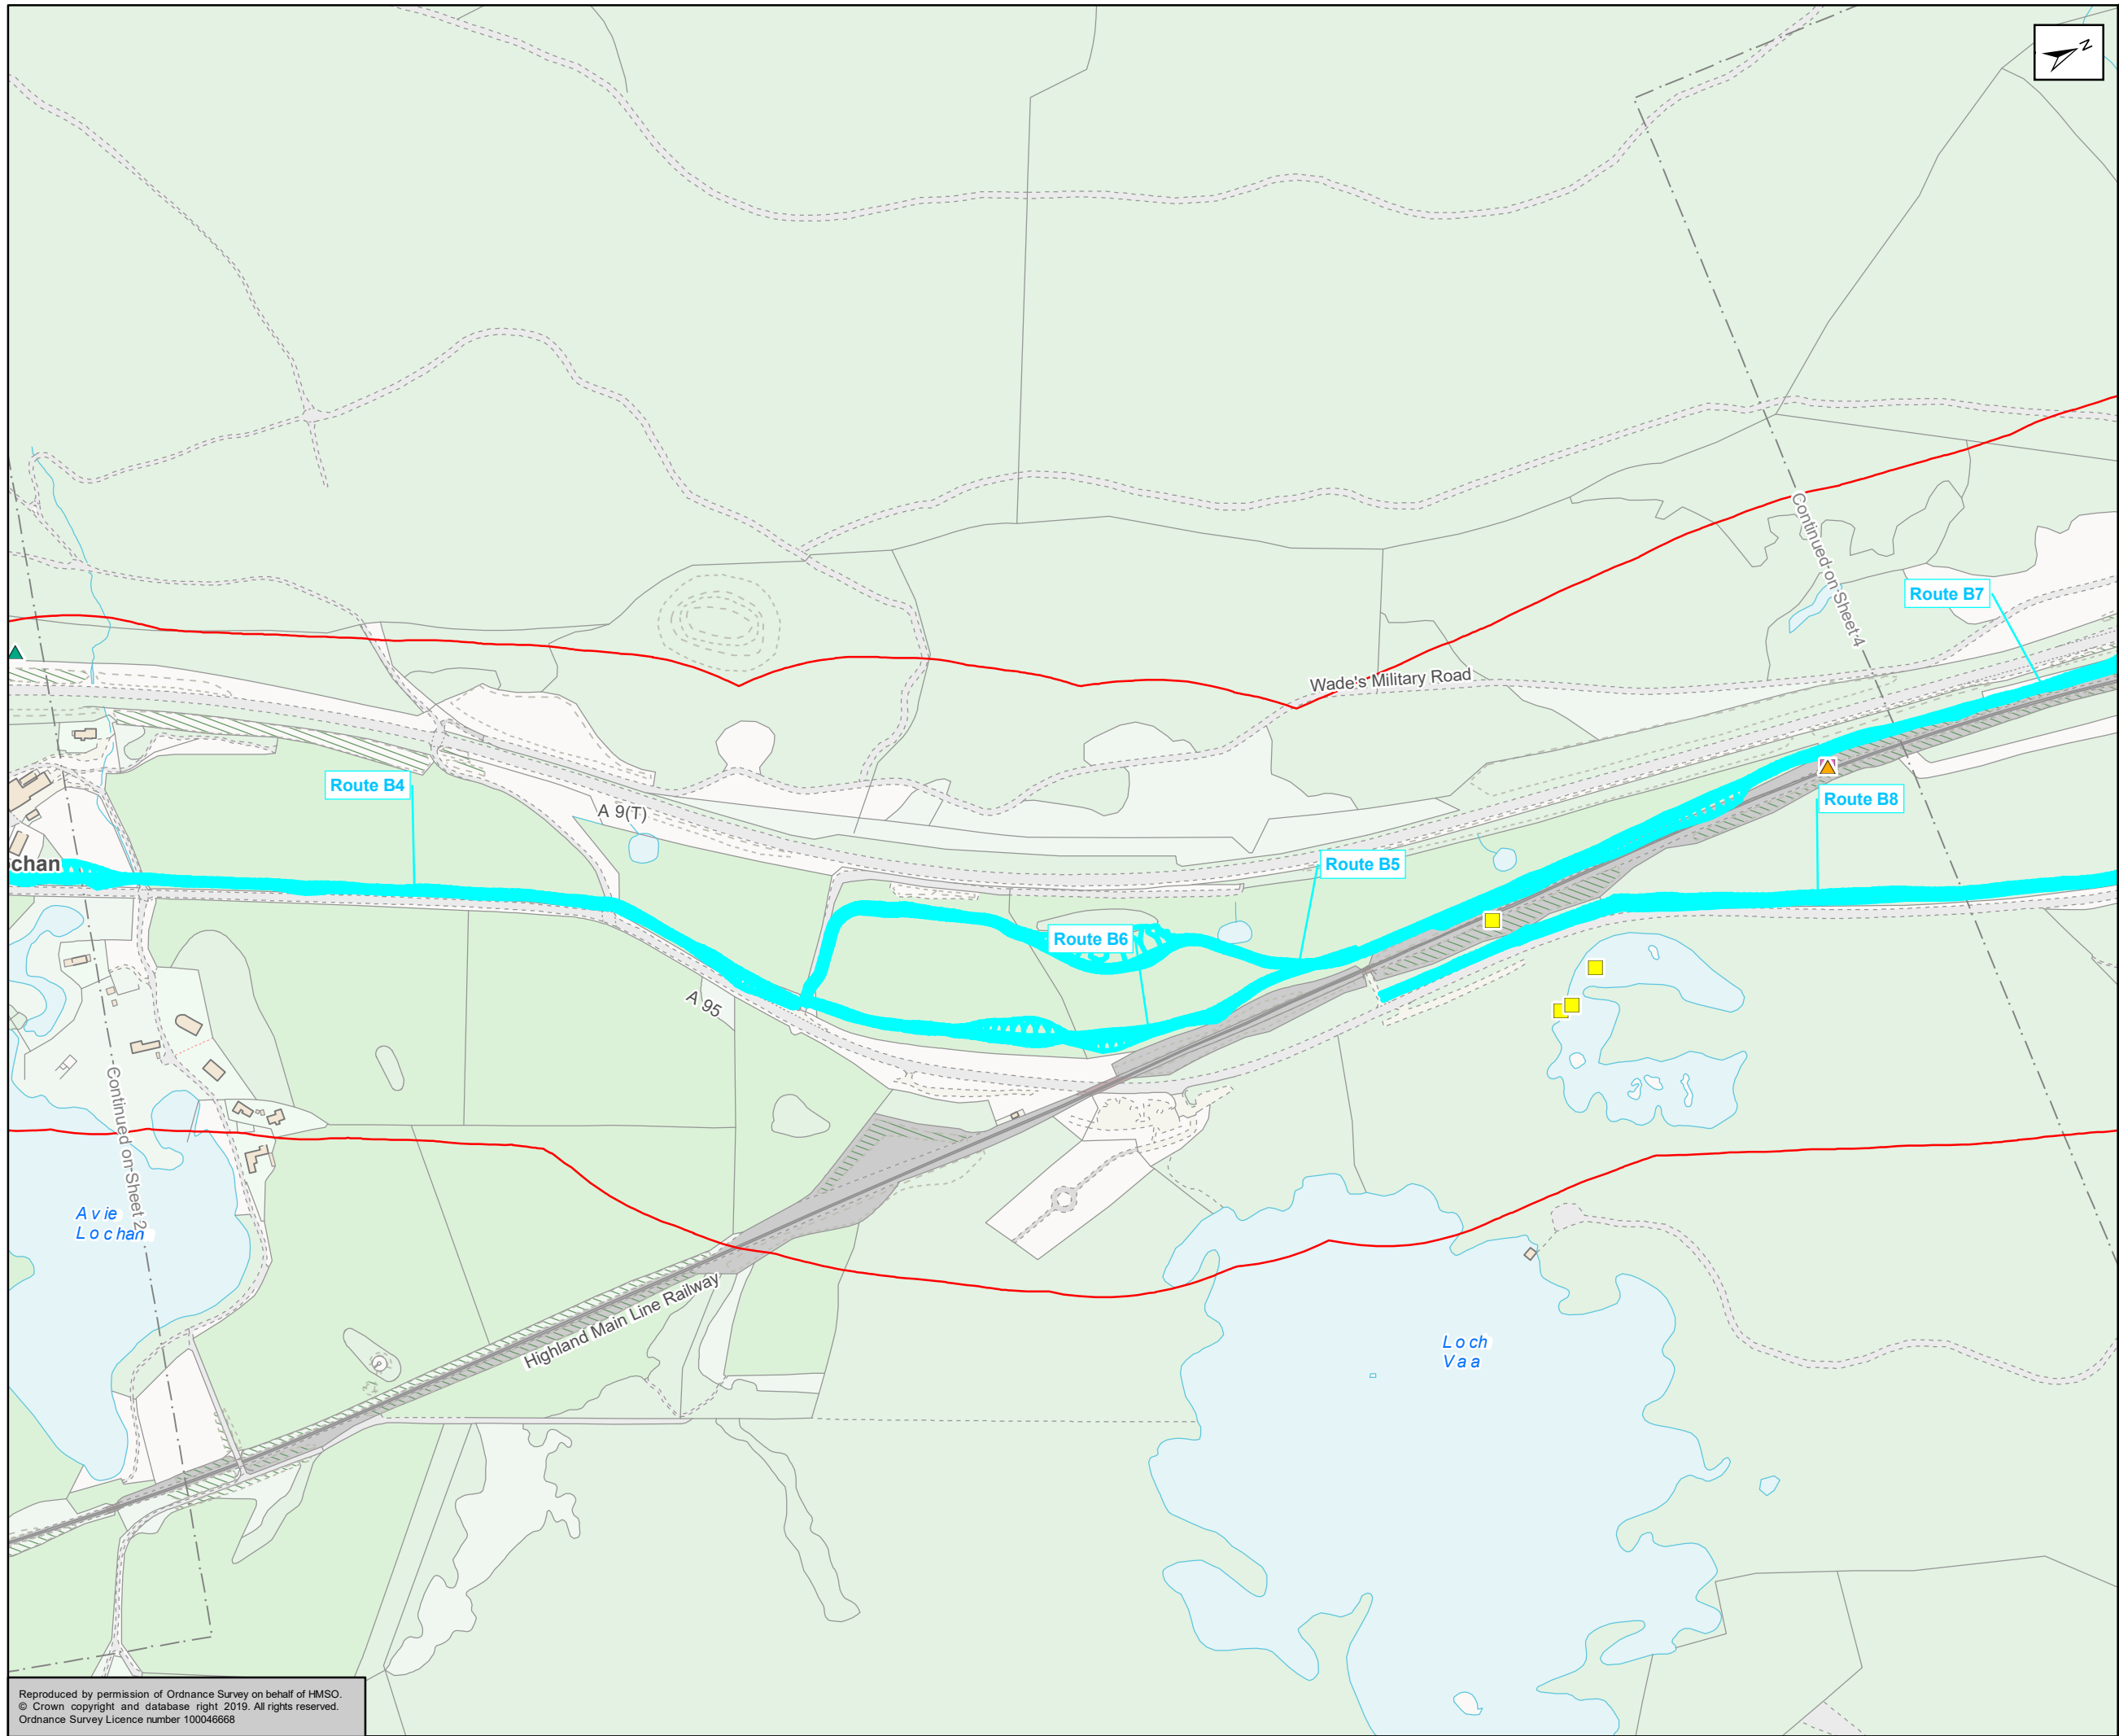 N
Continued on Sheet 4
Route B7
Wade's Military Road
Route B4
Route B8
A 9(T)
chan
Route B5
Route B6
A 95
Continued on Sheet 2
Avie
Lochan
Highland Main Line Railway
Loch
Vaa
Reproduced by permission of Ordnance Survey on behalf of HMSO.
© Crown copyright and database right 2019. All rights reserved.
Ordnance Survey Licence number 100046668